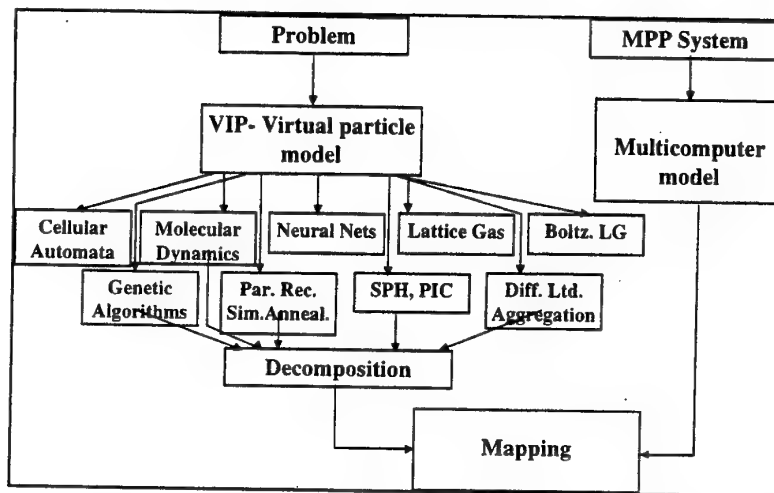 Problem
MPP System
VIP- Virtual particle
model
Multicomputer
model
Cellular
Automata
Molecular
Dynamics
Neural Nets
Lattice Gas
Boltz. LG
Genetic
Algorithms
Par. Rec.
Sim.Anneal.
SPH, PIC
Diff. Ltd.
Aggregation
Decomposition
Mapping